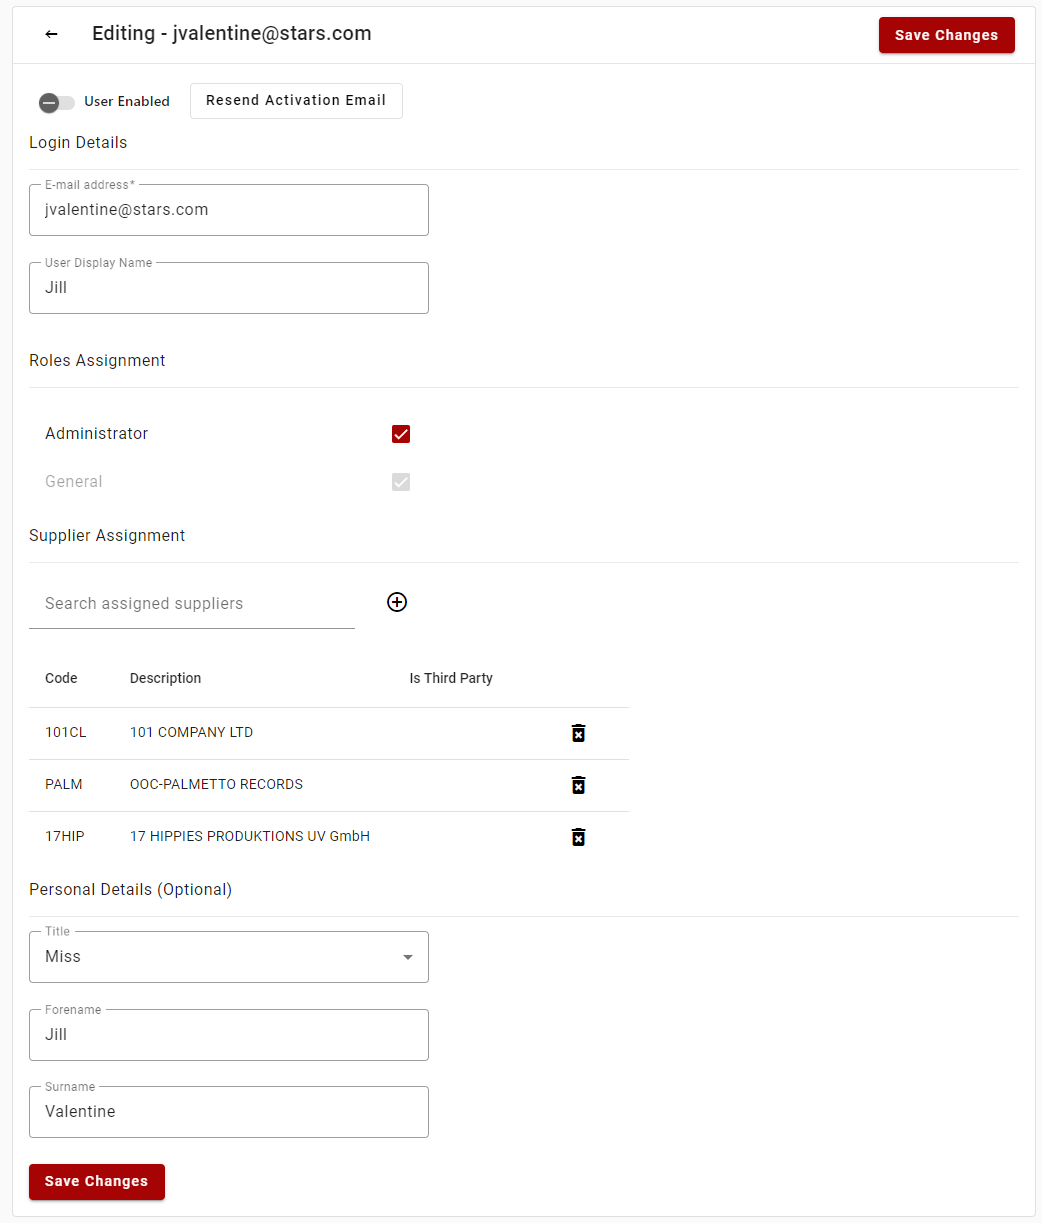 Editing - jvalentine@stars.com
Save Changes
User Enabled
Resend Activation Email
Login Details
E-mail address*
jvalentine@stars.com
User Display Name
Jill
Roles Assignment
Administrator
General
Supplier Assignment
Search assigned suppliers
Code Description Is Third Party
101CL 101 COMPANY LTD
PALM OOC-PALMETTO RECORDS
17HIP 17 HIPPIES PRODUKTIONS UV GmbH
Personal Details (Optional)
Title
Miss
Forename
Jill
Surname
Valentine
Save Changes